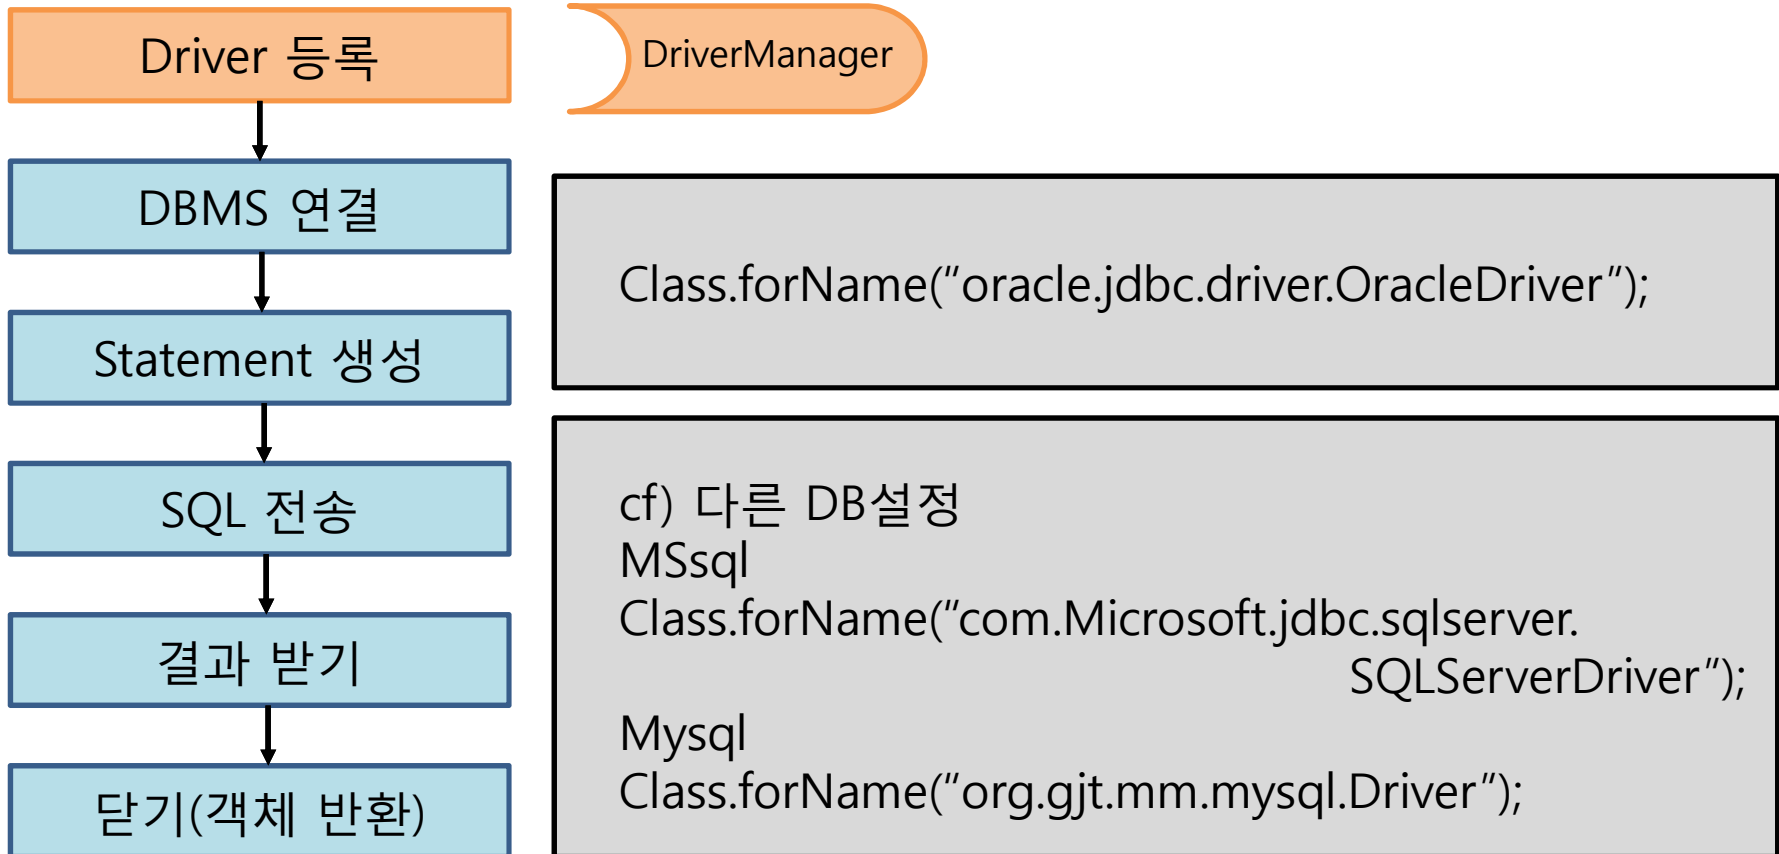 Driver 등록
DriverManager
DBMS 연결
Statement 생성
SQL 전송
결과 받기
닫기(객체 반환)
Class.forName(“oracle.jdbc.driver.OracleDriver”);
cf) 다른 DB설정
MSsql
Class.forName(“com.Microsoft.jdbc.sqlserver.
SQLServerDriver”);
Mysql
Class.forName(“org.gjt.mm.mysql.Driver”);